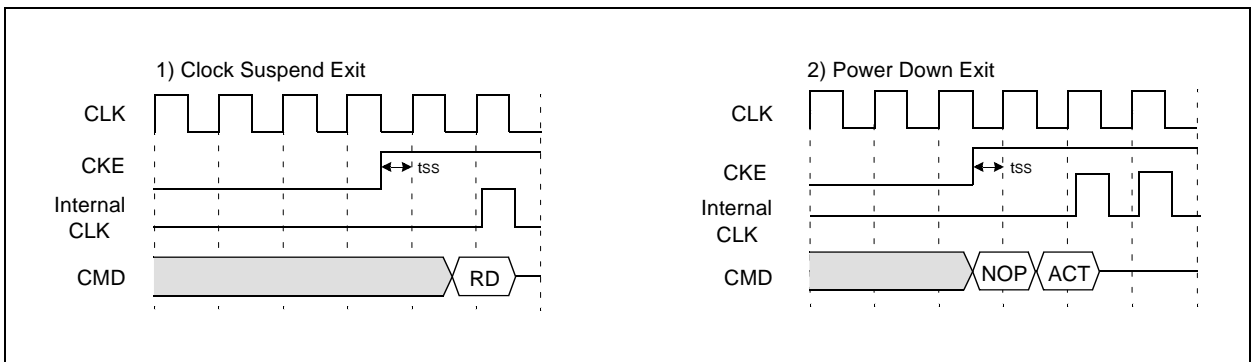 1) Clock Suspend Exit
CLK
CKE
tSS
Internal
CLK
CMD
RD
2) Power Down Exit
CLK
CKE
tSS
Internal
CLK
CMD
NOP
ACT